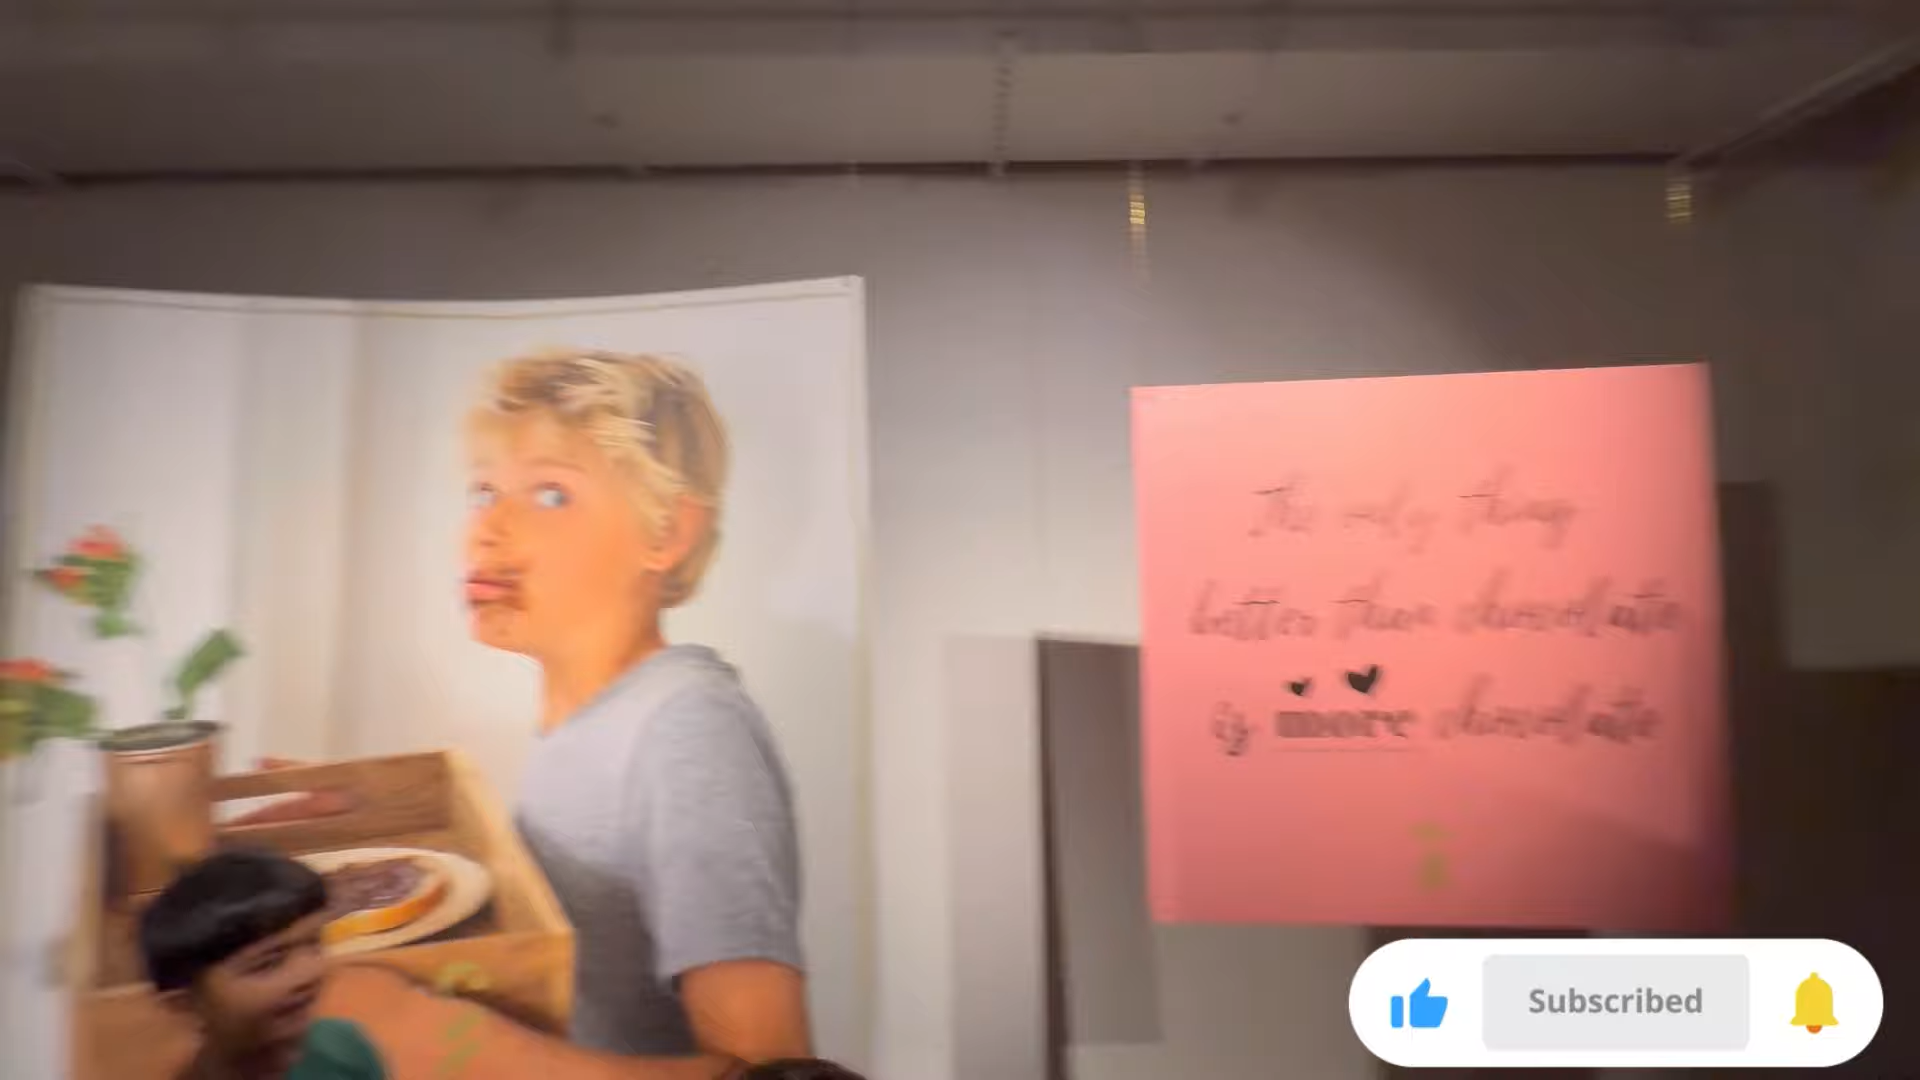 The only thing
better than chocolate
is more chocolate
Subscribed